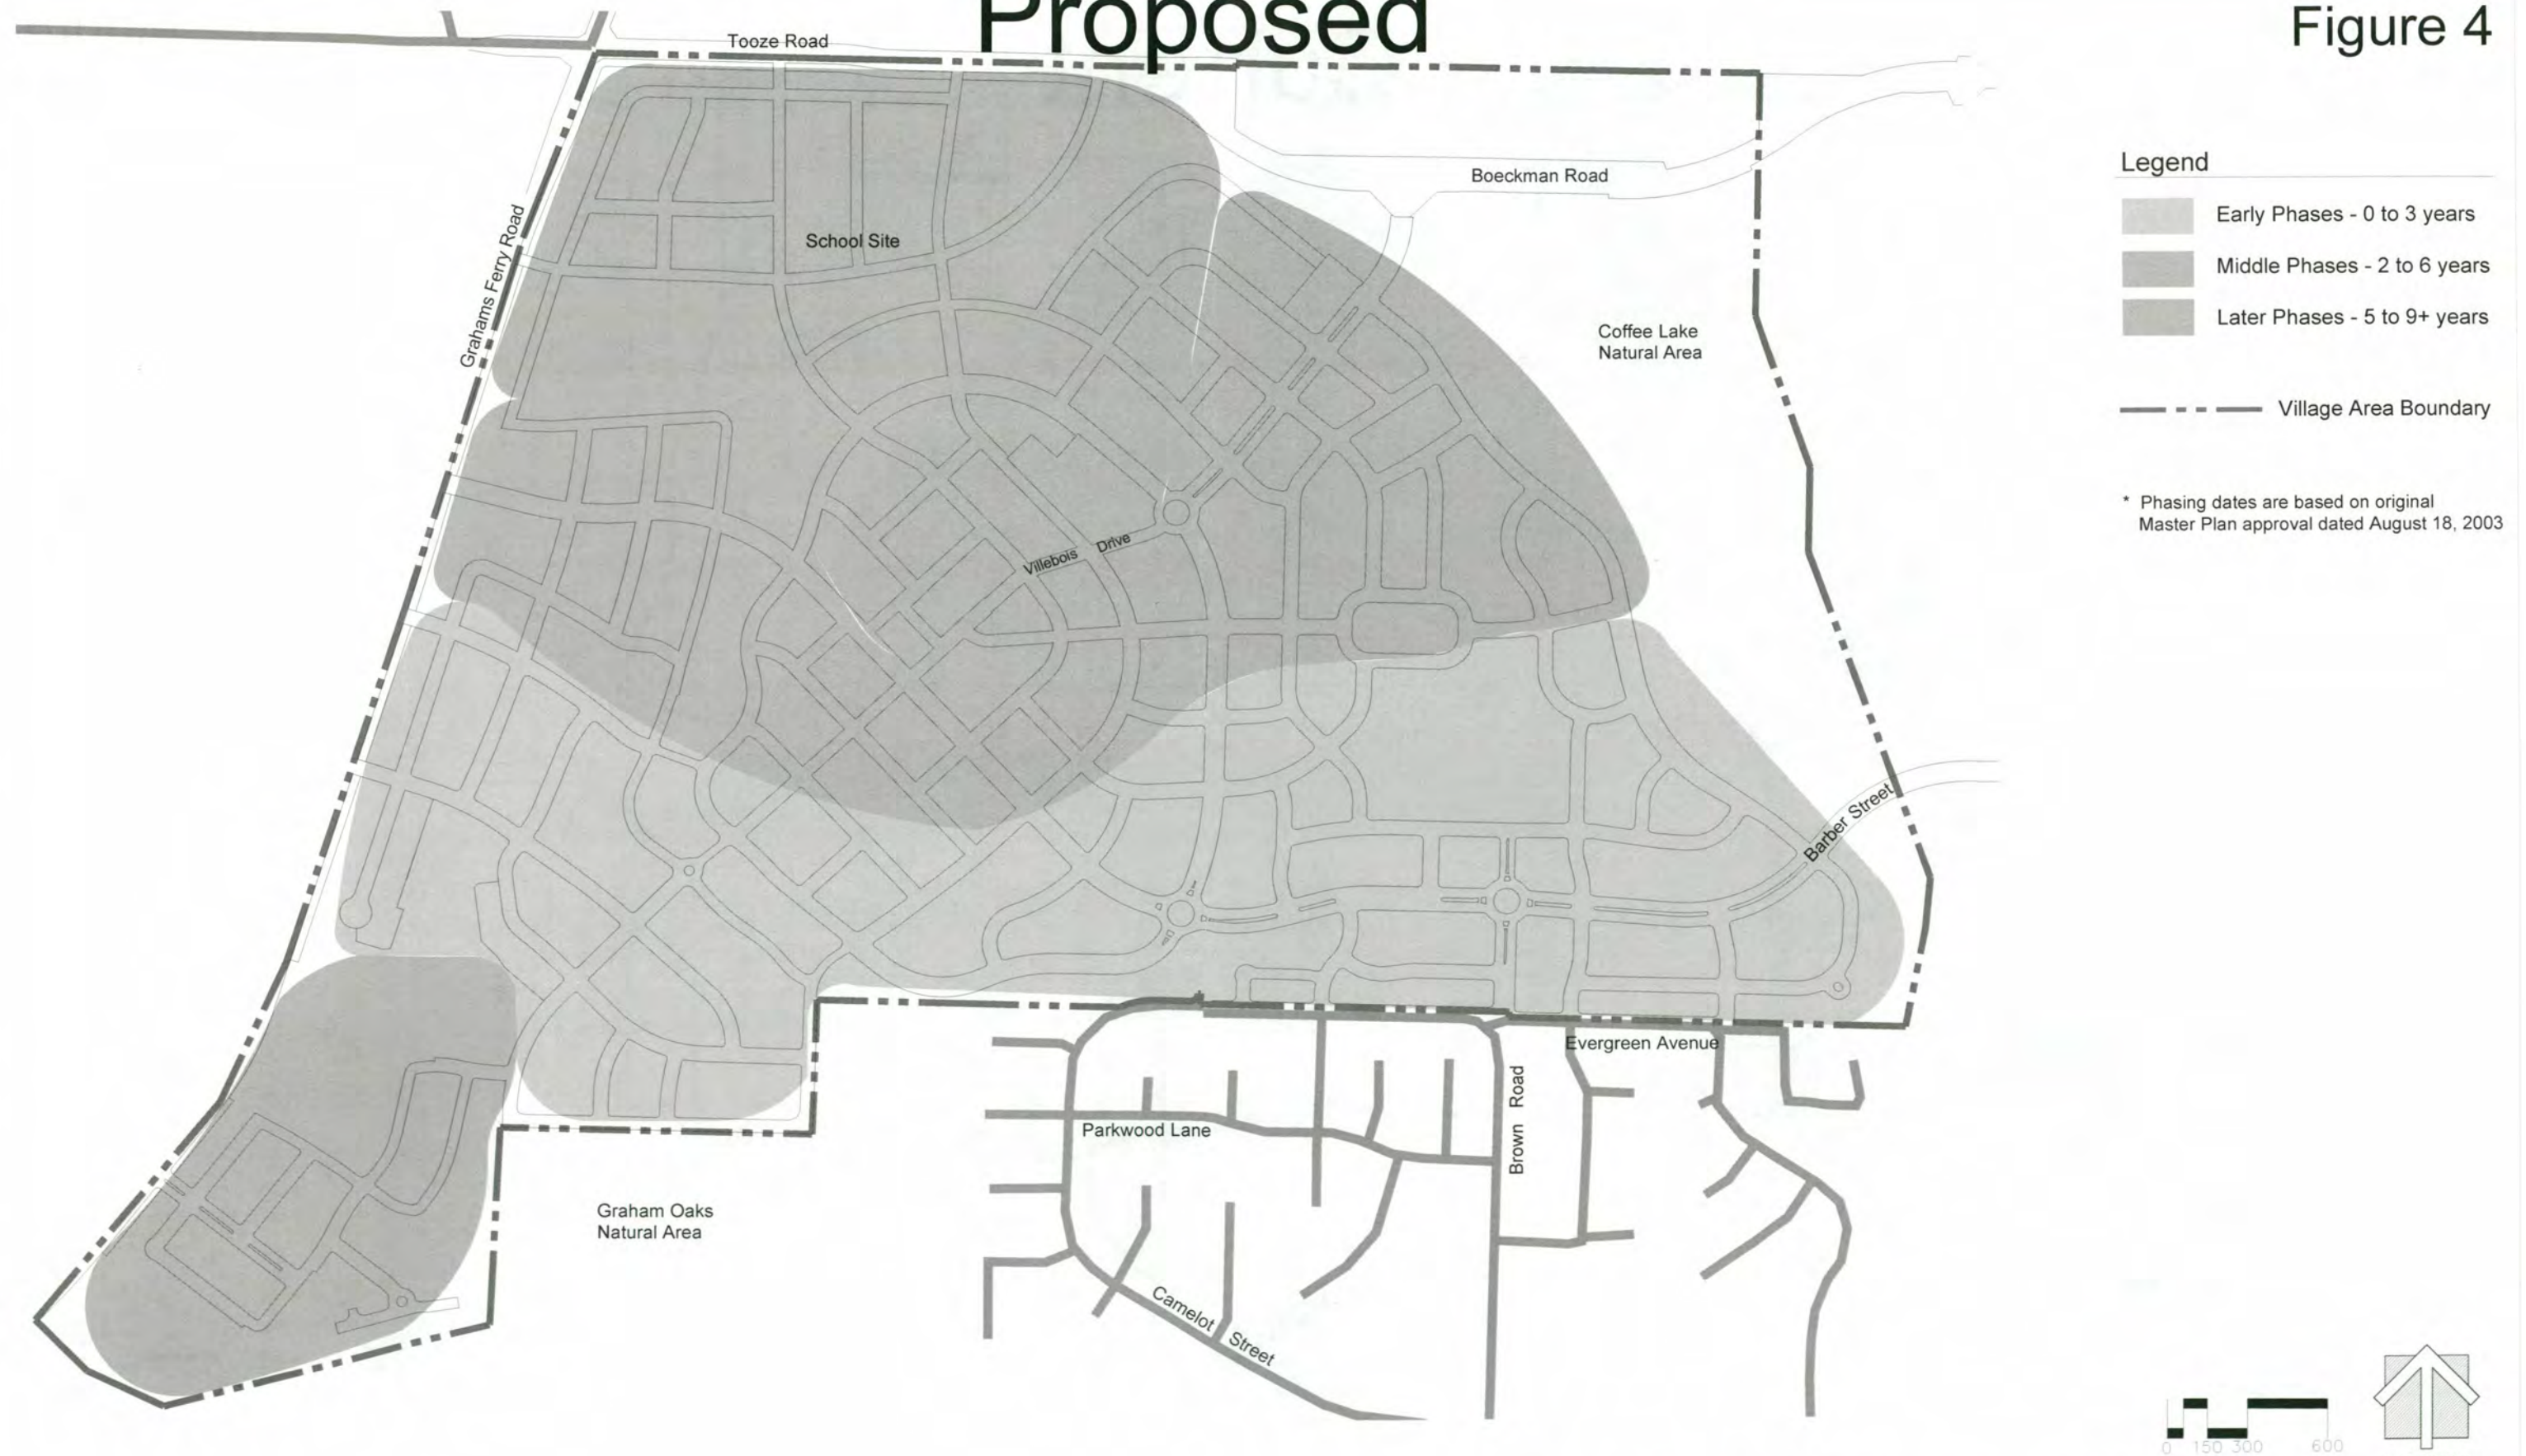 Proposed
Figure 4
Tooze Road
Boeckman Road
Grahams Ferry Road
School Site
Coffee Lake
Natural Area
Villebois Drive
Barber Street
Evergreen Avenue
Parkwood Lane
Brown Road
Graham Oaks
Natural Area
Camelot Street
Legend
Early Phases - 0 to 3 years
Middle Phases - 2 to 6 years
Later Phases - 5 to 9+ years
Village Area Boundary
* Phasing dates are based on original
Master Plan approval dated August 18, 2003
0 150 300 600